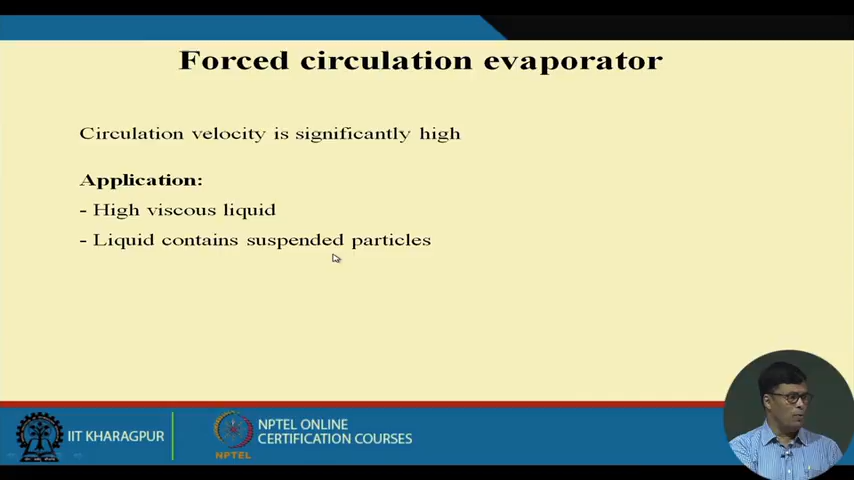 Forced circulation evaporator
Circulation velocity is significantly high
Application:
- High viscous liquid
- Liquid contains suspended particles
IIT KHARAGPUR
NPTEL
NPTEL ONLINE
CERTIFICATION COURSES